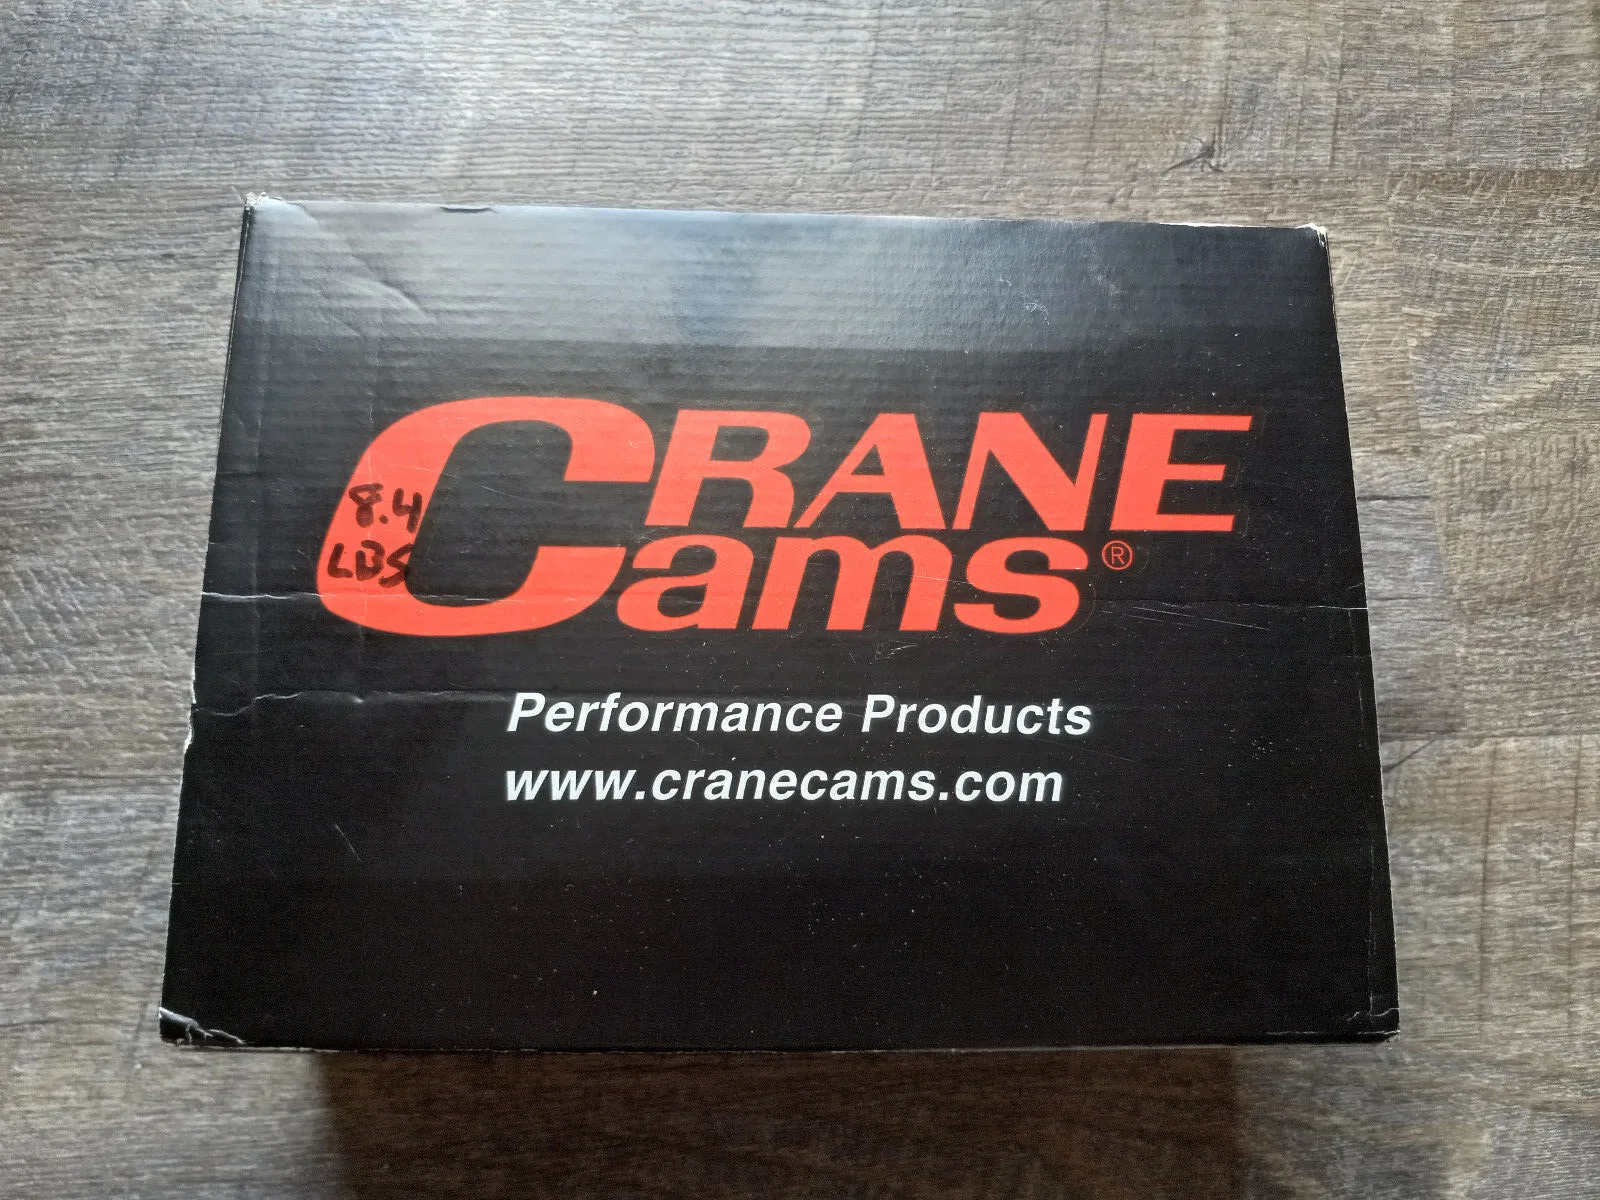 CRANE
Cams®
8.4
LBS
Performance Products
www.cranecams.com